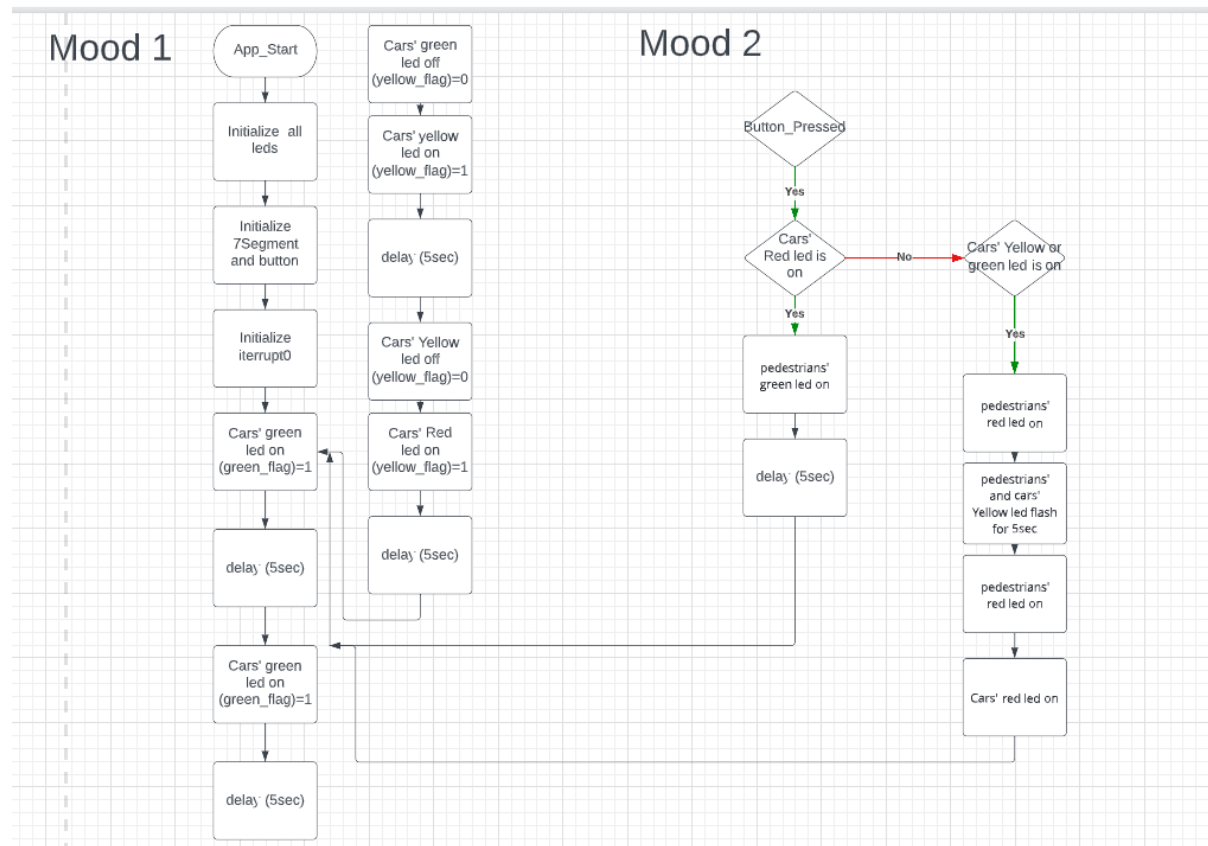 Mood 1
App_Start
Initialize all
leds
Initialize
7Segment
and button
Initialize
iterrupt0
Cars' green
led on
(green_flag)=1
delay (5sec)
Cars' green
led on
(green_flag)=1
delay (5sec)
Cars' green
led off
(yellow_flag)=0
Cars' yellow
led on
(yellow_flag)=1
delay (5sec)
Cars' Yellow
led off
(yellow_flag)=0
Cars' Red
led on
(yellow_flag)=1
delay (5sec)
Mood 2
Button_Pressed
Yes
Cars'
Red led is
on
No
Cars' Yellow or
green led is on
Yes
pedestrians'
green led on
delay (5sec)
Yes
pedestrians'
red led on
pedestrians'
and cars'
Yellow led flash
for 5sec
pedestrians'
red led on
Cars' red led on